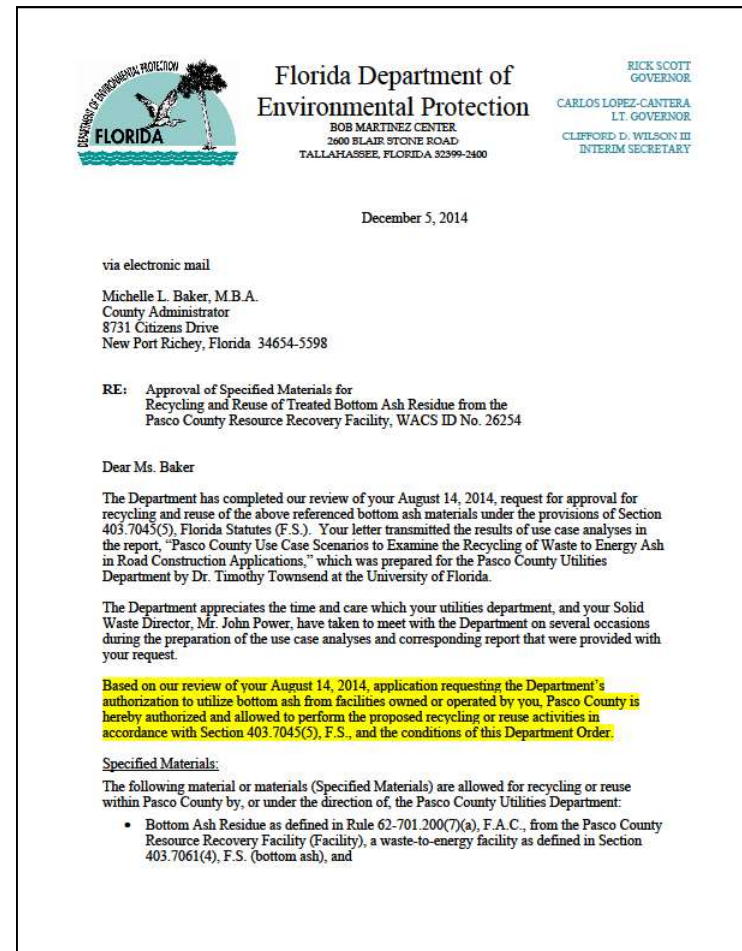 DEPARTMENT OF ENVIRONMENTAL PROTECTION
FLORIDA
Florida Department of
Environmental Protection
BOB MARTINEZ CENTER
2600 BLAIR STONE ROAD
TALLAHASSEE, FLORIDA 32399-2400
RICK SCOTT
GOVERNOR
CARLOS LOPEZ-CANTERA
LT. GOVERNOR
CLIFFORD D. WILSON III
INTERIM SECRETARY
December 5, 2014
via electronic mail
Michelle L. Baker, M.B.A.
County Administrator
8731 Citizens Drive
New Port Richey, Florida 34654-5598
RE: Approval of Specified Materials for
Recycling and Reuse of Treated Bottom Ash Residue from the
Pasco County Resource Recovery Facility, WACS ID No. 26254
Dear Ms. Baker
The Department has completed our review of your August 14, 2014, request for approval for
recycling and reuse of the above referenced bottom ash materials under the provisions of Section
403.7045(5), Florida Statutes (F.S.). Your letter transmitted the results of use case analyses in
the report, “Pasco County Use Case Scenarios to Examine the Recycling of Waste to Energy Ash
in Road Construction Applications,” which was prepared for the Pasco County Utilities
Department by Dr. Timothy Townsend at the University of Florida.
The Department appreciates the time and care which your utilities department, and your Solid
Waste Director, Mr. John Power, have taken to meet with the Department on several occasions
during the preparation of the use case analyses and corresponding report that were provided with
your request.
Based on our review of your August 14, 2014, application requesting the Department’s
authorization to utilize bottom ash from facilities owned or operated by you, Pasco County is
hereby authorized and allowed to perform the proposed recycling or reuse activities in
accordance with Section 403.7045(5), F.S., and the conditions of this Department Order.
Specified Materials:
The following material or materials (Specified Materials) are allowed for recycling or reuse
within Pasco County by, or under the direction of, the Pasco County Utilities Department:
• Bottom Ash Residue as defined in Rule 62-701.200(7)(a), F.A.C., from the Pasco County
Resource Recovery Facility (Facility), a waste-to-energy facility as defined in Section
403.7061(4), F.S. (bottom ash), and